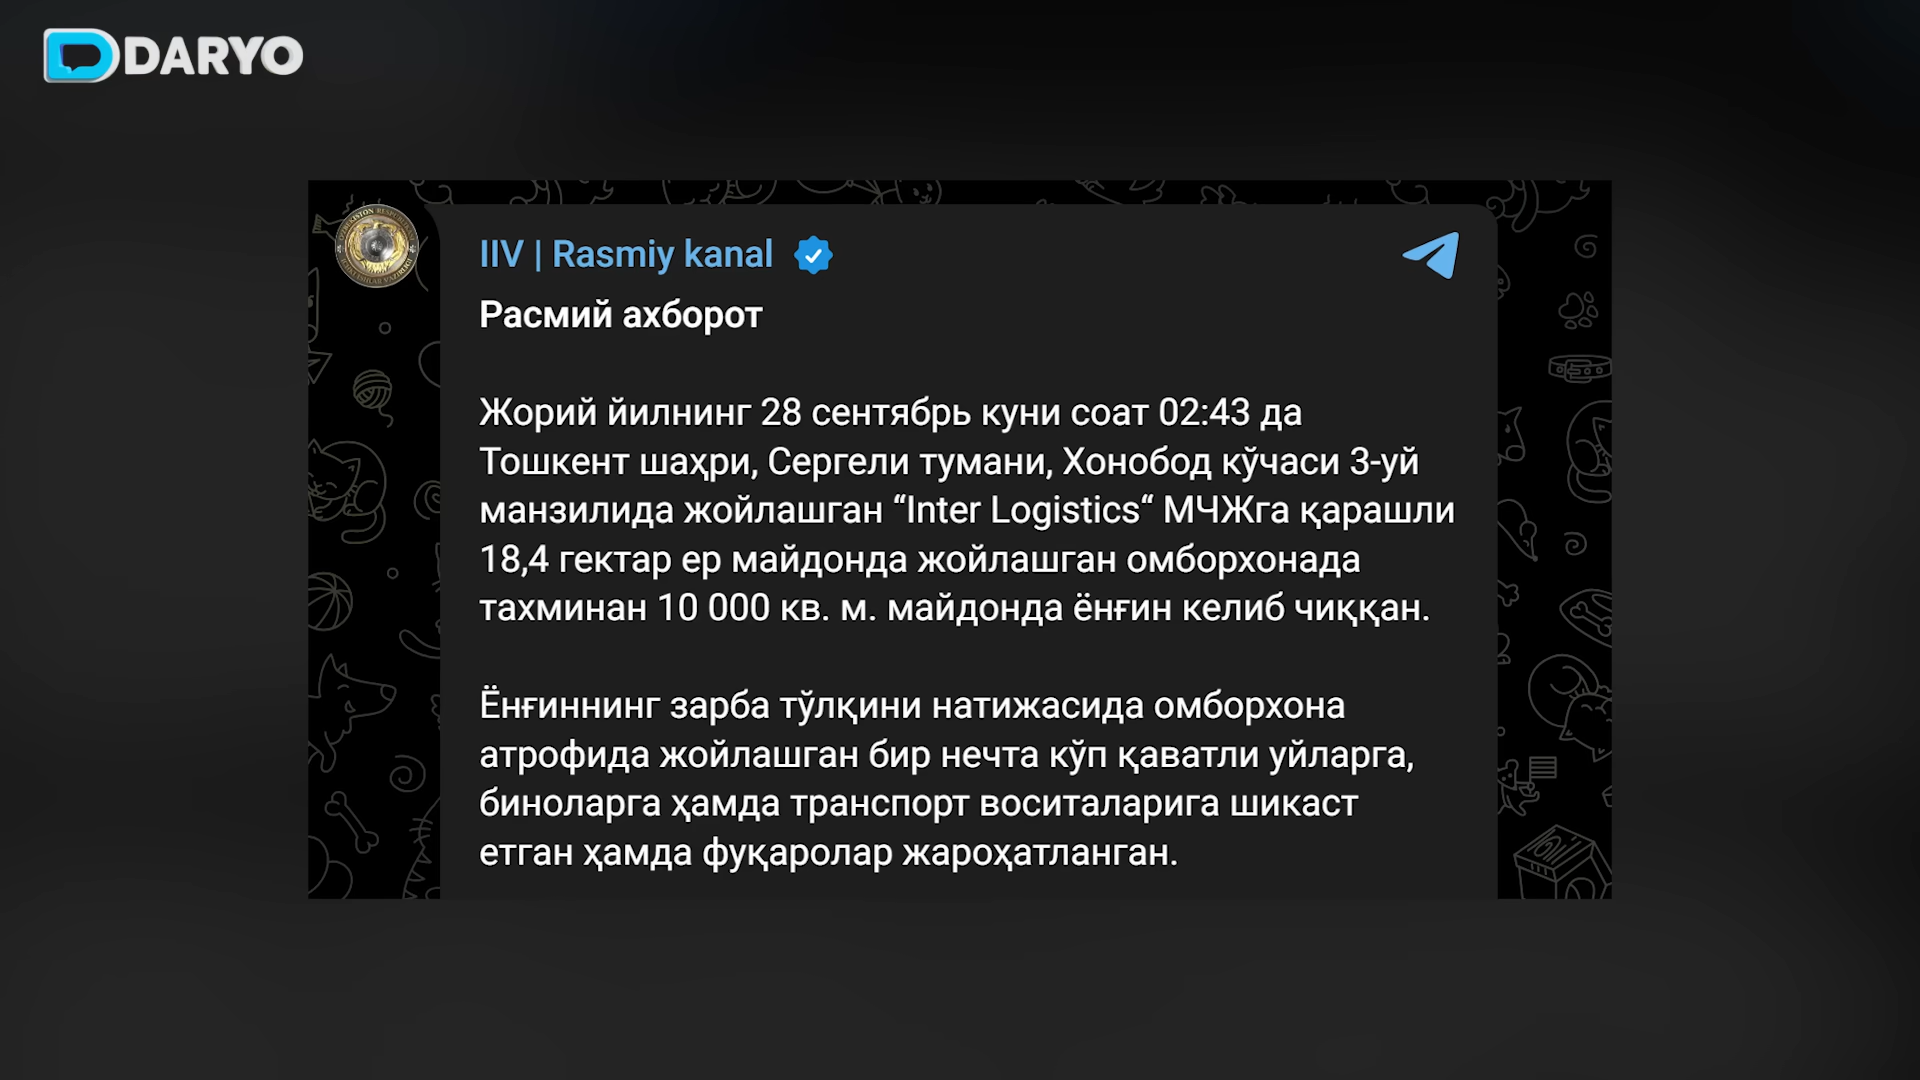 DARYO
IIV | Rasmiy kanal
Расмий ахборот
Жорий йилнинг 28 сентябрь куни соат 02:43 да
Тошкент шаҳри, Сергели тумани, Хонобод кўчаси 3-уй
манзилида жойлашган “Inter Logistics“ МЧЖга қарашли
18,4 гектар ер майдонда жойлашган омборхонада
тахминан 10 000 кв. м. майдонда ёнғин келиб чиққан.
Ёнғиннинг зарба тўлқини натижасида омборхона
атрофида жойлашган бир нечта кўп қаватли уйларга,
биноларга ҳамда транспорт воситаларига шикаст
етган ҳамда фуқаролар жароҳатланган.